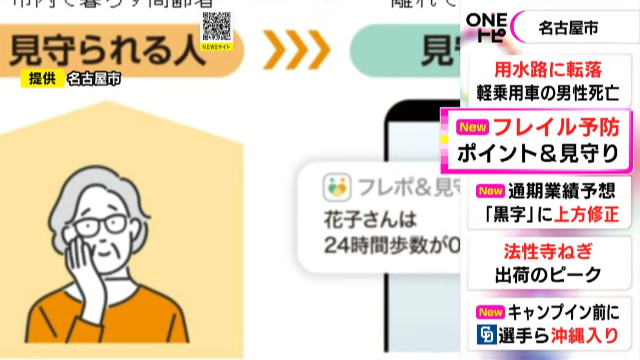 市内で暮らす高齢者
離れて
見守られる人
見守
NEWSサイト
提供 名古屋市
フレポ&見守
花子さんは
24時間歩数が0
ONE
トピ
名古屋市
用水路に転落
軽乗用車の男性死亡
New フレイル予防
ポイント&見守り
New 通期業績予想
「黒字」に上方修正
法性寺ねぎ
出荷のピーク
New キャンプイン前に
CD 選手ら沖縄入り